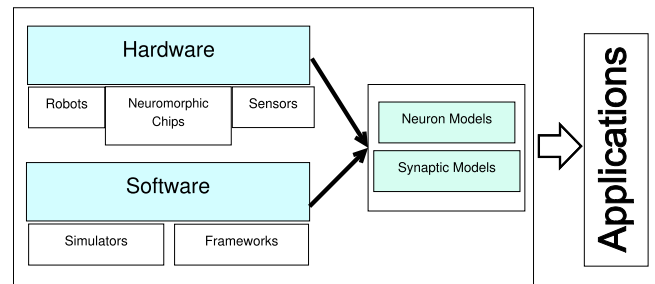 Hardware
Robots
Neuromorphic
Chips
Sensors
Software
Simulators
Frameworks
Neuron Models
Synaptic Models
Applications